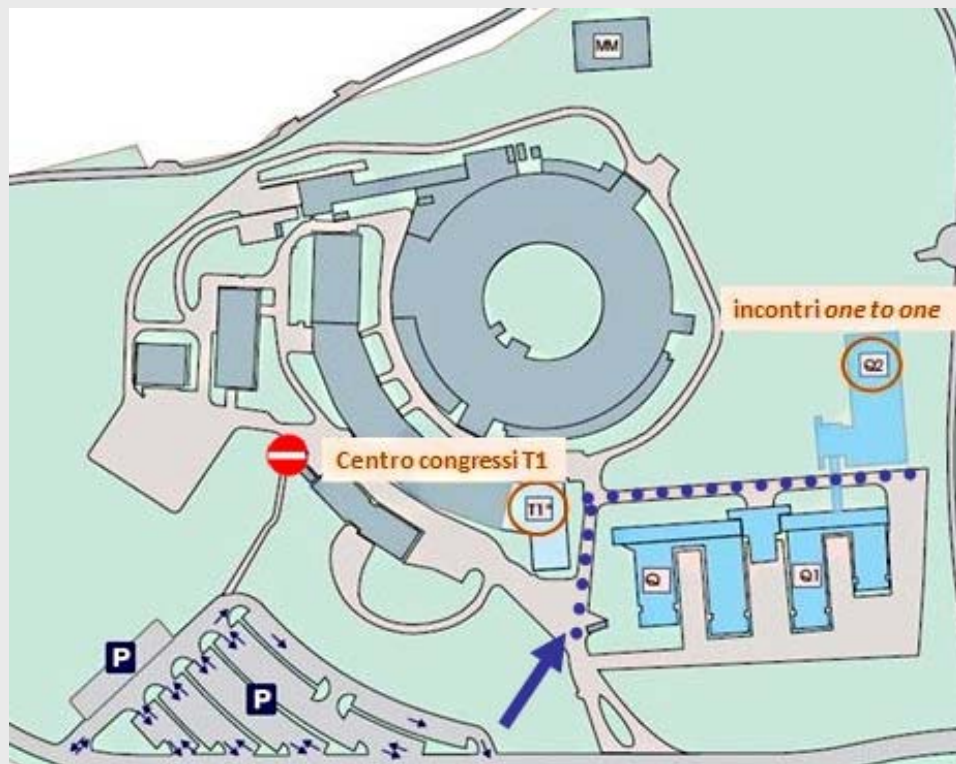 MM
incontri one to one
Q2
Centro congressi T1
T1*
Q
Q1
P
P